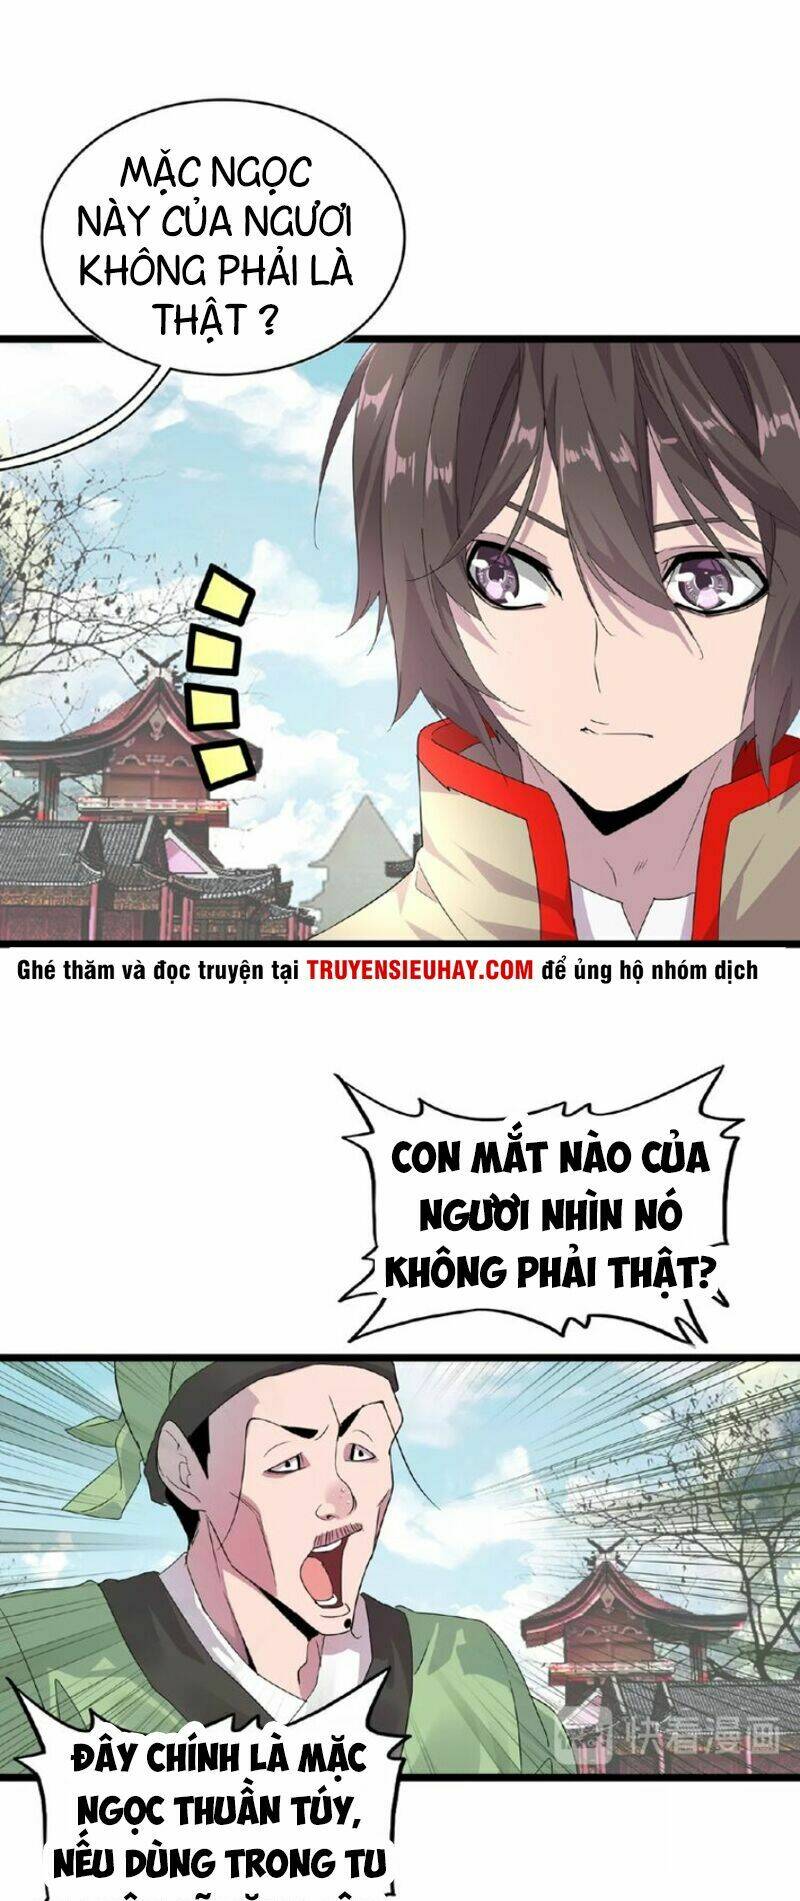 MẶC NGỌC
NÀY CỦA NGƯƠI
KHÔNG PHẢI LÀ
THẬT ?
Ghé thăm và đọc truyện tại TRUYENSIEUHAY.COM để ủng hộ nhóm dịch
CON MẮT NÀO CỦA
NGƯƠI NHÌN NÓ
KHÔNG PHẢI THẬT?
快看漫画
ĐÂY CHÍNH LÀ MẶC
NGỌC THUẦN TÚY,
NẾU DÙNG TRONG TU